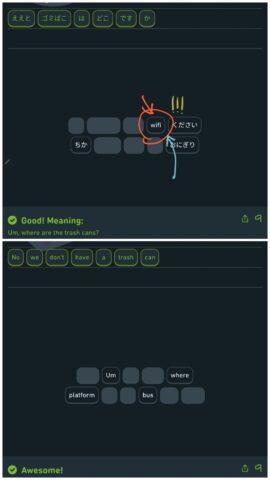 ええと ゴミばこ は どこ です か
wifi ください
ちか おにぎり
Good! Meaning:
Um, where are the trash cans?
No we don't have a trash can
Um where
platform bus
Awesome!